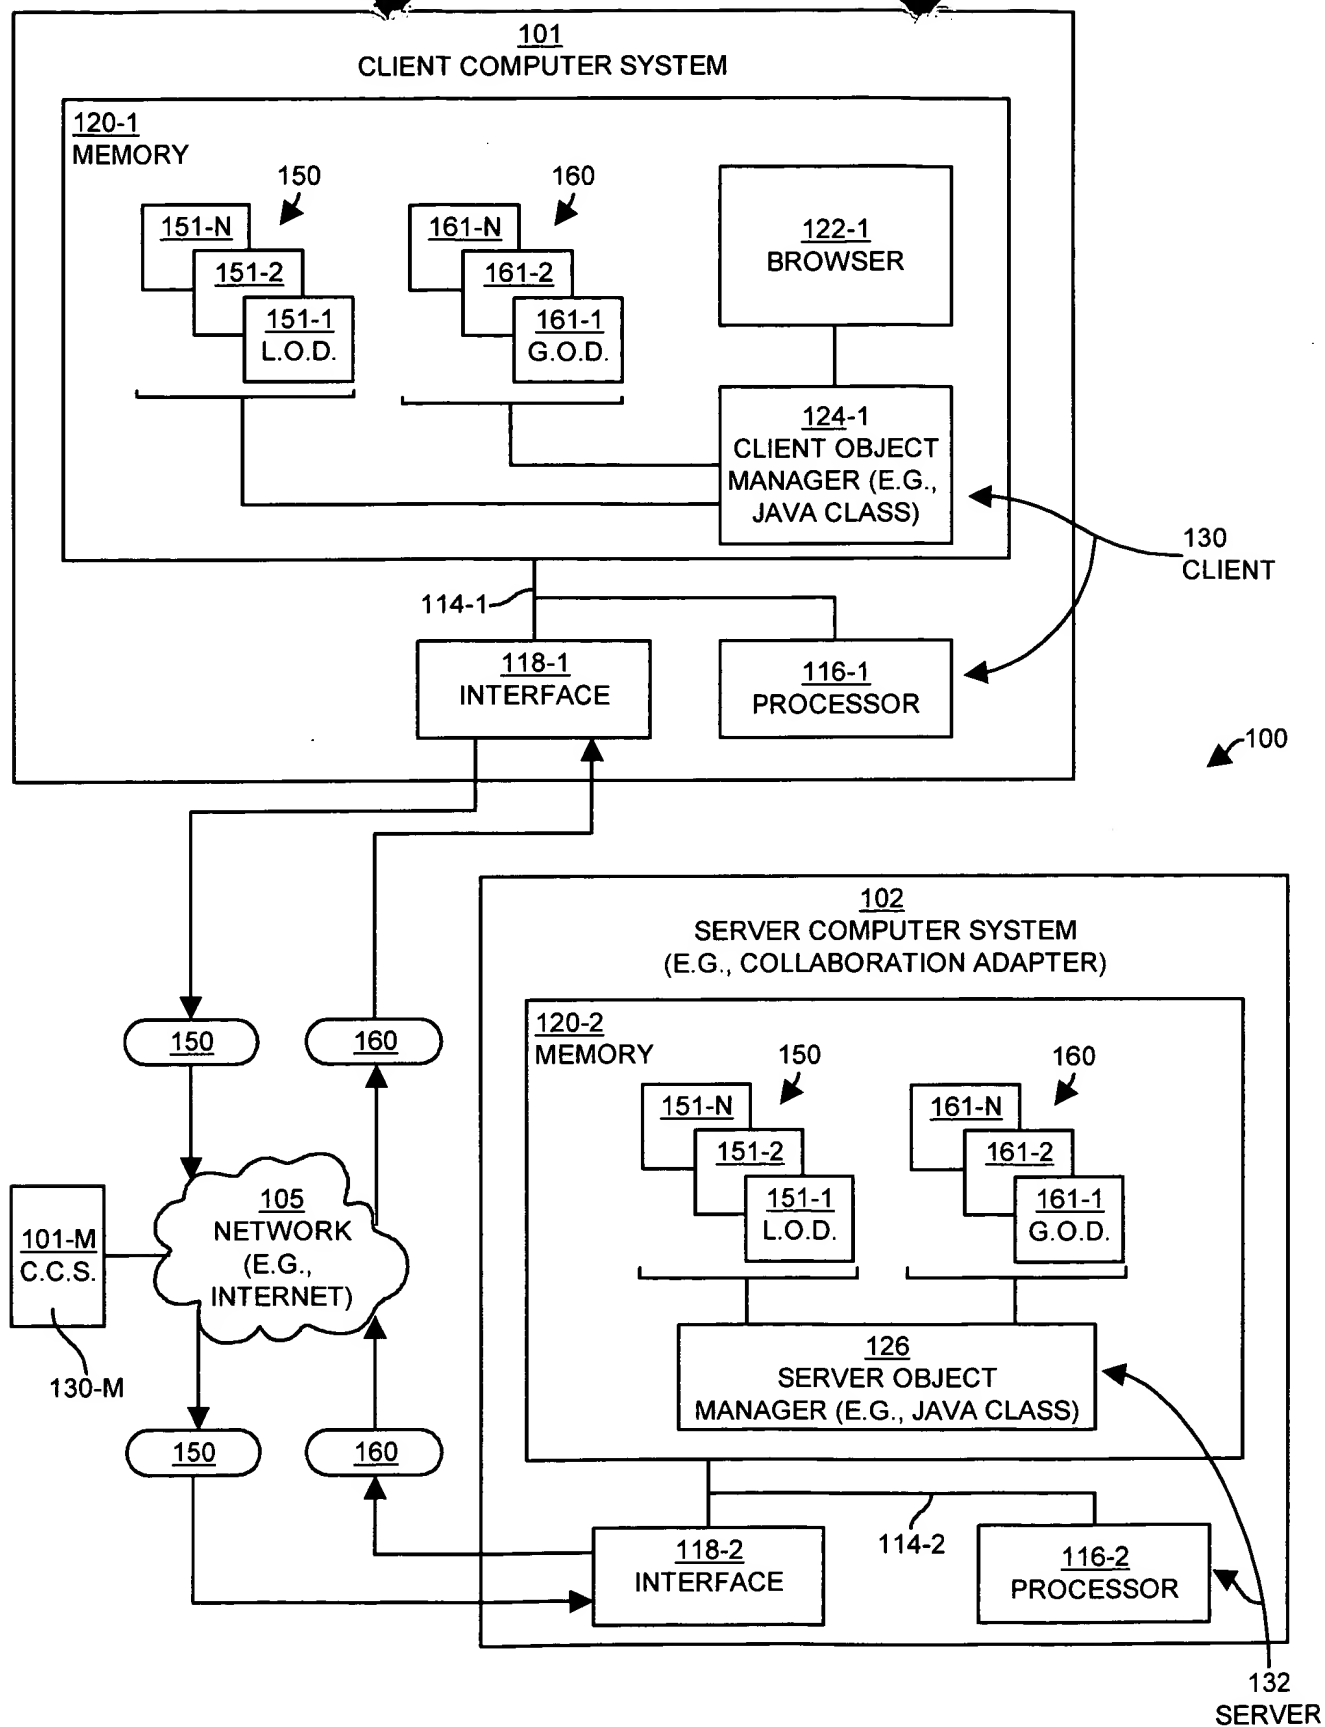 101
CLIENT COMPUTER SYSTEM
120-1
MEMORY
150
160
151-N
151-2
151-1
L.O.D.
161-N
161-2
161-1
G.O.D.
122-1
BROWSER
124-1
CLIENT OBJECT
MANAGER (E.G.,
JAVA CLASS)
130
CLIENT
114-1
118-1
INTERFACE
116-1
PROCESSOR
100
102
SERVER COMPUTER SYSTEM
(E.G., COLLABORATION ADAPTER)
150
160
120-2
MEMORY
150
160
151-N
151-2
151-1
L.O.D.
161-N
161-2
161-1
G.O.D.
101-M
C.C.S.
105
NETWORK
(E.G.,
INTERNET)
130-M
126
SERVER OBJECT
MANAGER (E.G., JAVA CLASS)
150
160
114-2
118-2
INTERFACE
116-2
PROCESSOR
132
SERVER